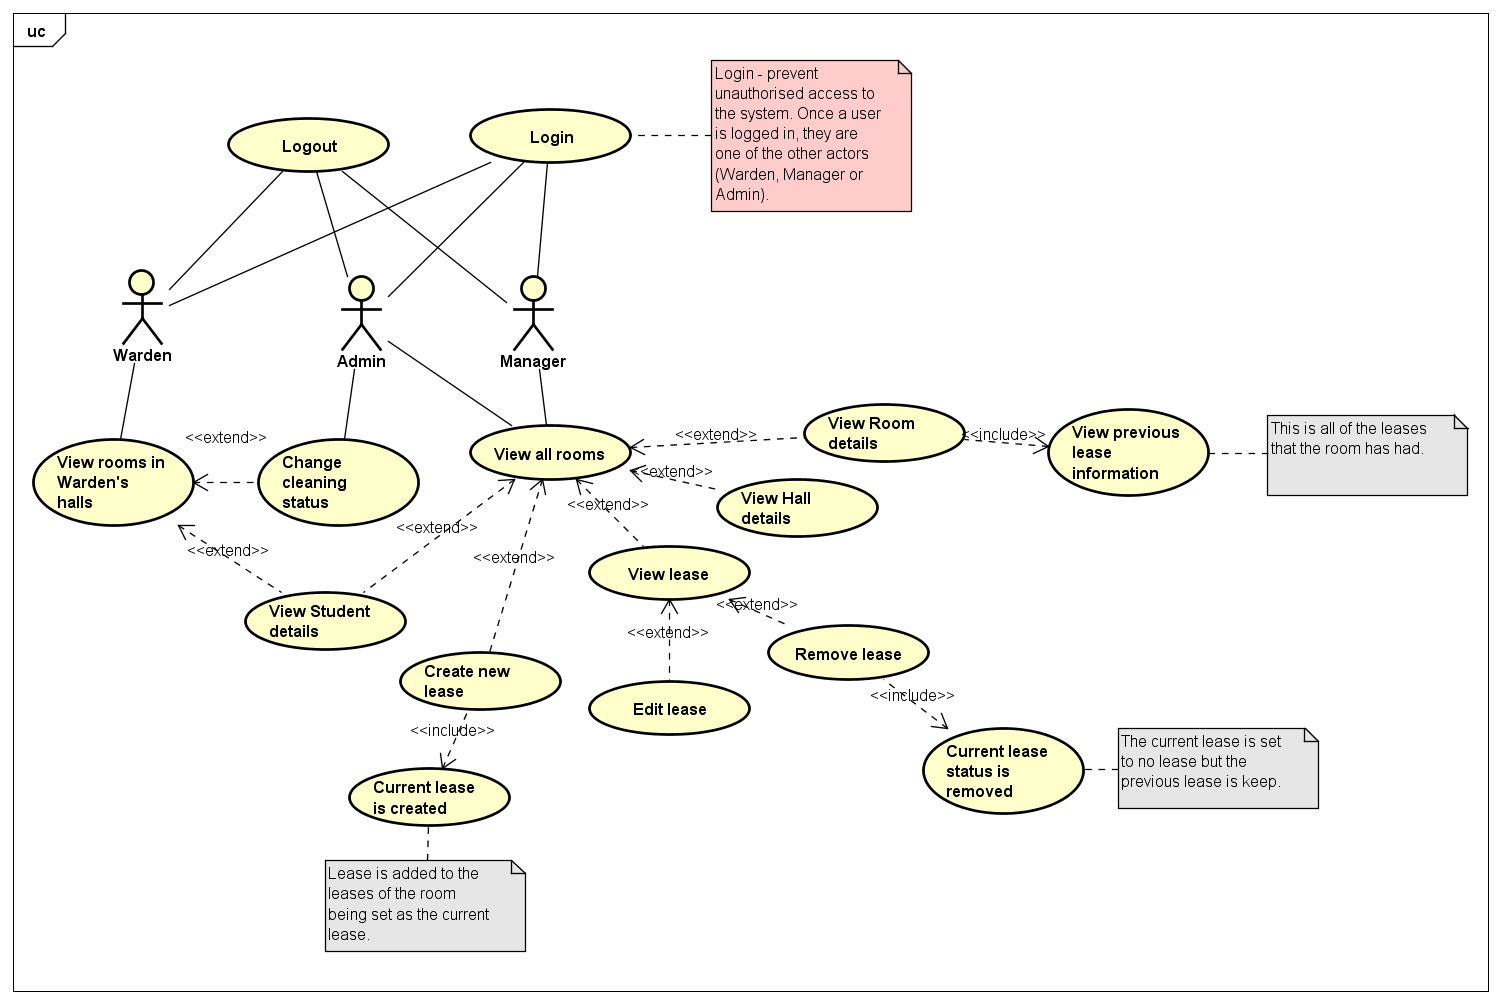 uc
Login - prevent
unauthorised access to
the system. Once a user
is logged in, they are
one of the other actors
(Warden, Manager or
Admin).
Logout
Login
Warden
Admin
Manager
View rooms in
Warden's
halls
<<extend>>
Change
cleaning
status
View all rooms
<<extend>>
View Room
details
<<include>>
View previous
lease
information
This is all of the leases
that the room has had.
<<extend>>
View Hall
details
<<extend>>
<<extend>>
<<extend>>
<<extend>>
View Student
details
View lease
<<extend>>
<<extend>>
Remove lease
Create new
lease
Edit lease
<<include>>
<<include>>
Current lease
is created
Current lease
status is
removed
The current lease is set
to no lease but the
previous lease is keep.
Lease is added to the
leases of the room
being set as the current
lease.